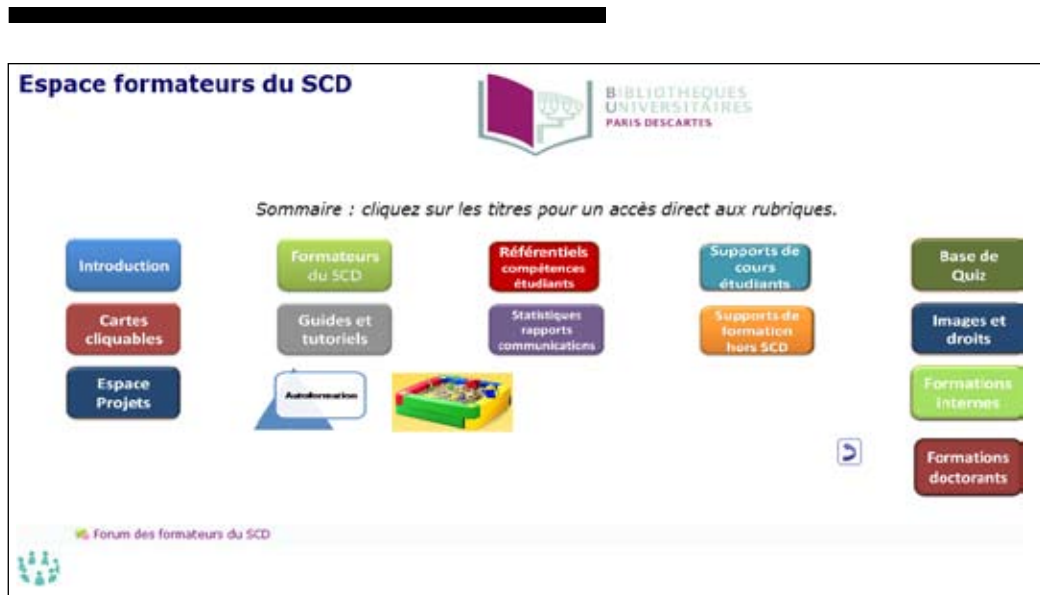 Espace formateurs du SCD
BIBLIOTHEQUES
UNIVERSITAIRES
PARIS DESCARTES
Sommaire : cliquez sur les titres pour un accès direct aux rubriques.
Introduction
Formateurs
du SCD
Référentiels
compétences
étudiants
Supports de
cours
étudiants
Base de
Quiz
Cartes
cliquables
Guides et
tutoriels
Statistiques
rapports
communications
Supports de
formation
hors SCD
Images et
droits
Espace
Projets
Autoformation
Formations
internes
Formations
doctorants
Forum des formateurs du SCD